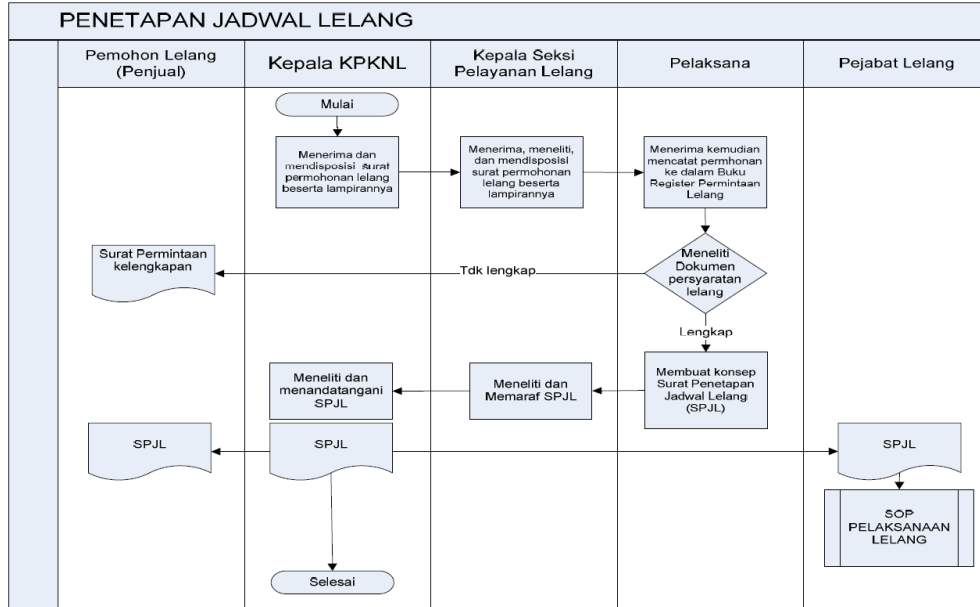 PENETAPAN JADWAL LELANG
Pemohon Lelang
(Penjual)
Kepala KPKNL
Kepala Seksi
Pelayanan Lelang
Pelaksana
Pejabat Lelang
Mulai
Menerima dan
mendisposisi surat
permohonan lelang
beserta lampirannya
Menerima, meneliti,
dan mendisposisi
surat permohonan
lelang beserta
lampirannya
Menerima kemudian
mencatat permhonan
ke dalam Buku
Register Permintaan
Lelang
Surat Permintaan
kelengkapan
Tdk lengkap
Meneliti
Dokumen
persyaratan
lelang
Lengkap
Meneliti dan
menandatangani
SPJL
Meneliti dan
Memaraf SPJL
Membuat konsep
Surat Penetapan
Jadwal Lelang
(SPJL)
SPJL
SPJL
SPJL
SOP
PELAKSANAAN
LELANG
Selesai